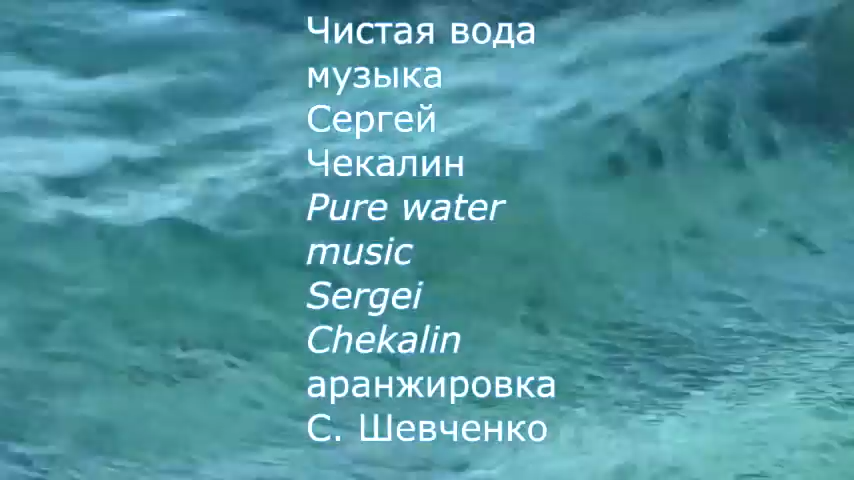 Чистая вода
музыка
Сергей
Чекалин
Pure water
music
Sergei
Chekalin
аранжировка
С. Шевченко